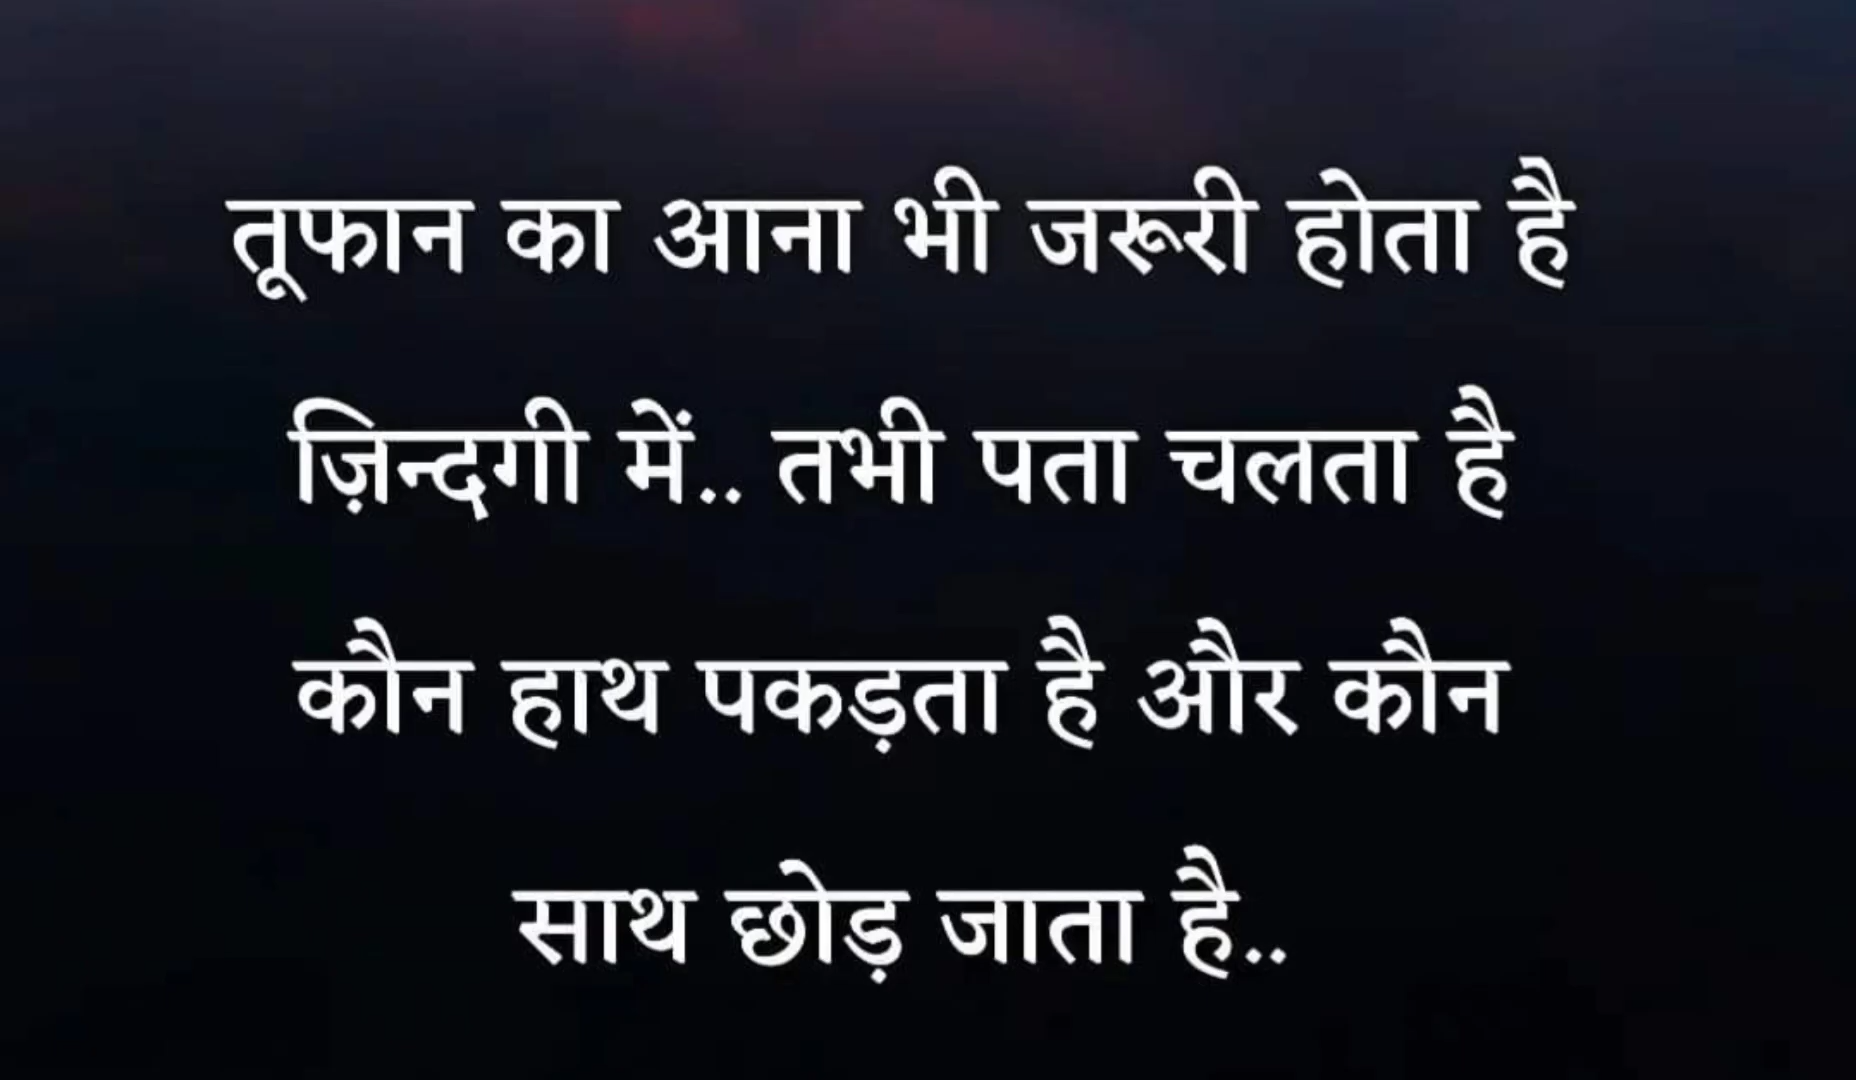 तूफान का आना भी जरूरी होता है
ज़िन्दगी में.. तभी पता चलता है
कौन हाथ पकड़ता है और कौन
साथ छोड़ जाता है..